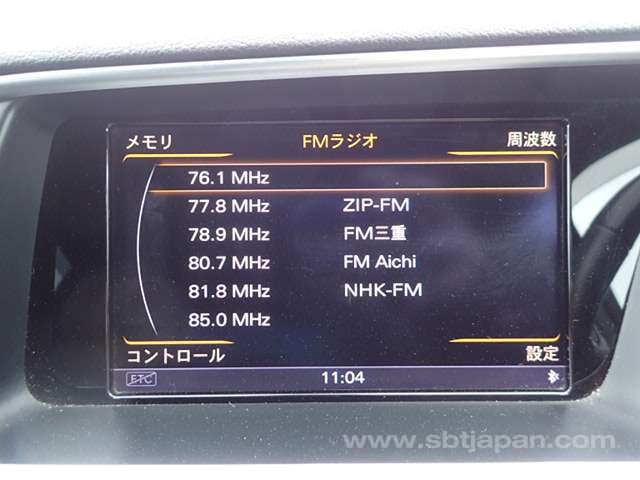 メモリ FMラジオ 周波数
76.1 MHz
77.8 MHz ZIP-FM
78.9 MHz FM三重
80.7 MHz FM Aichi
81.8 MHz NHK-FM
85.0 MHz
コントロール 設定
ETC 11:04
www.sbtjapan.com